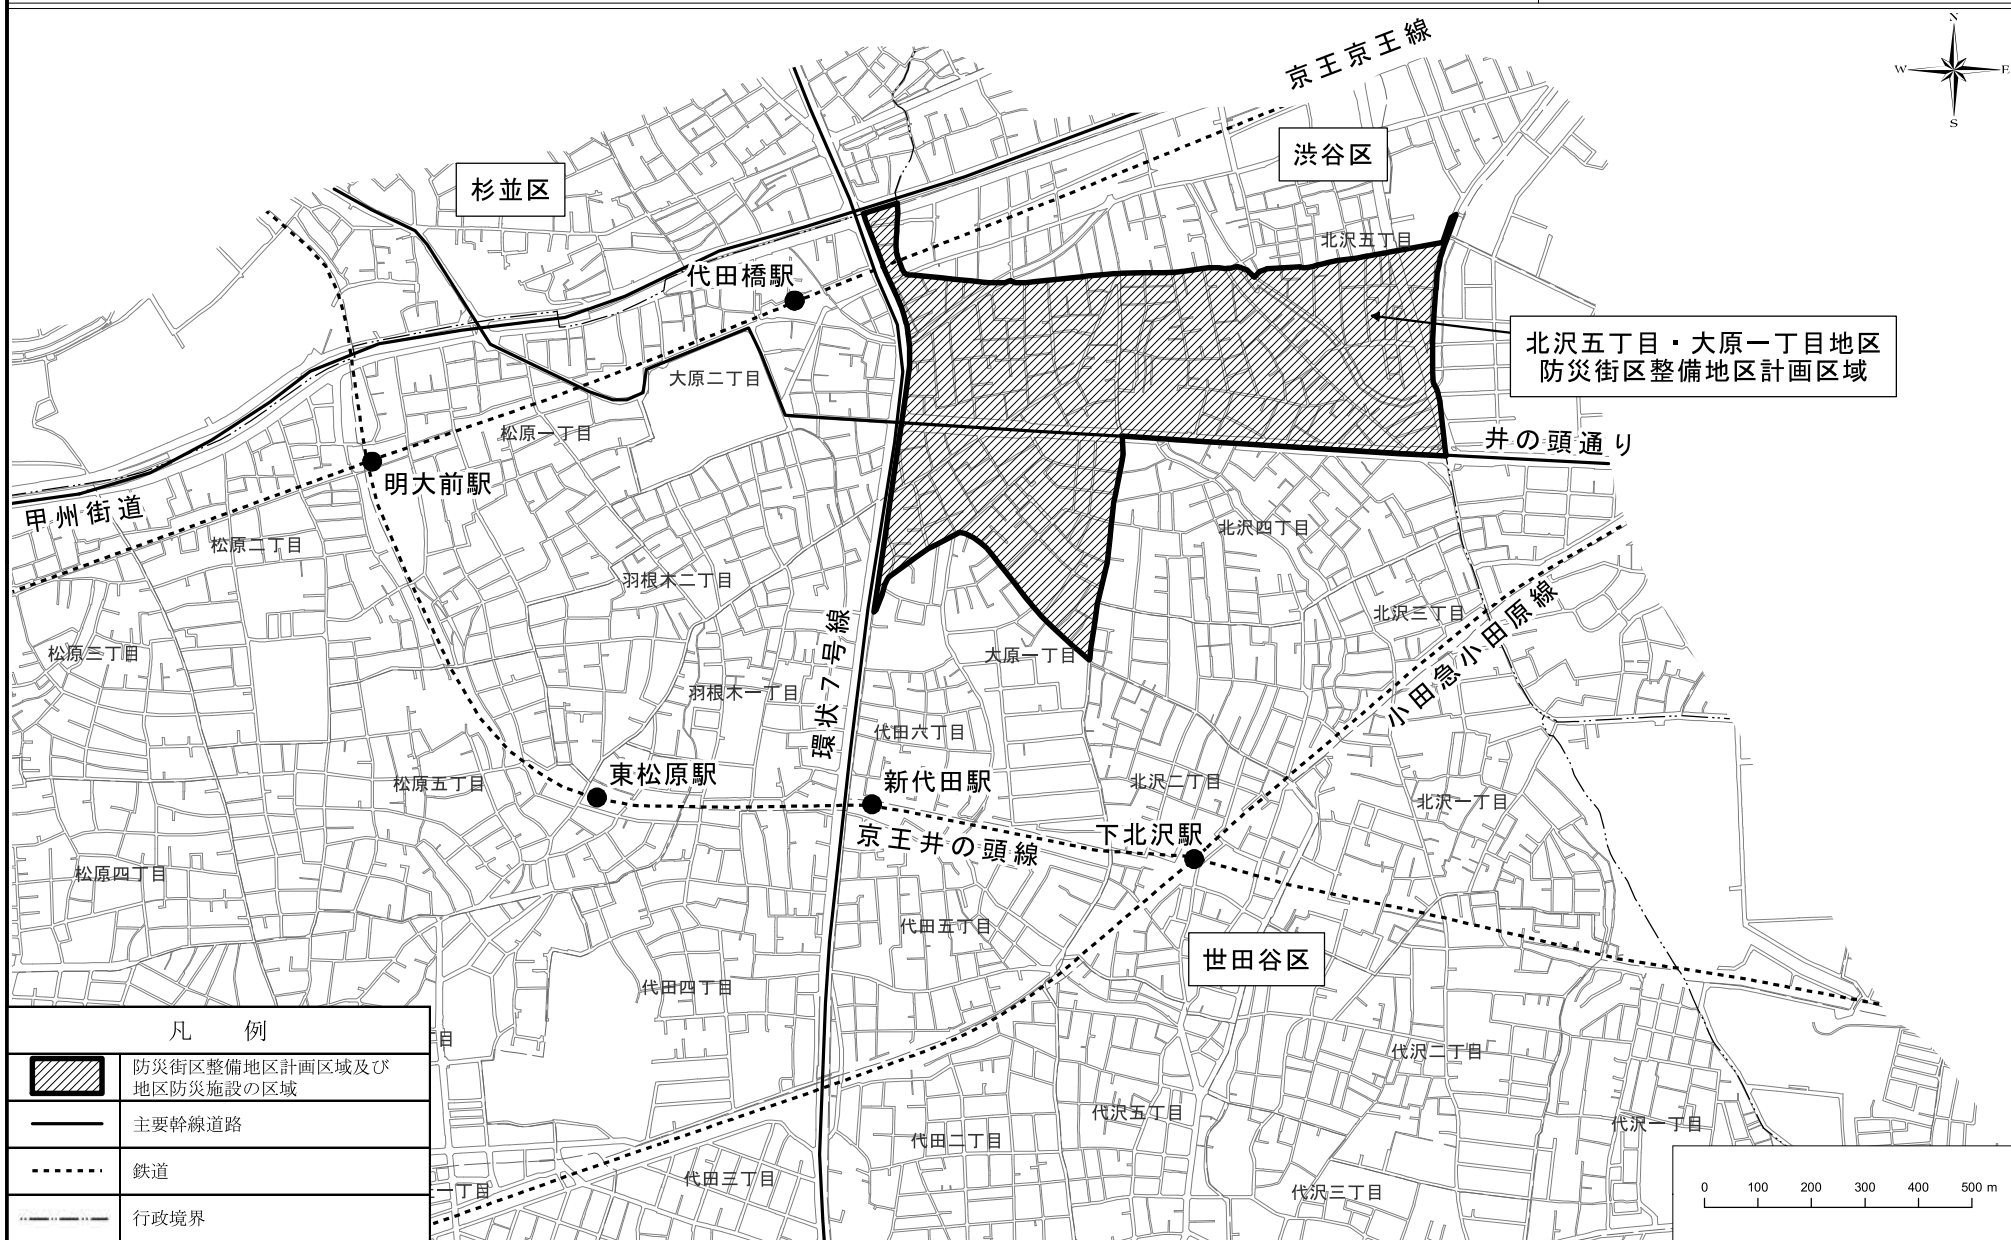 N
W
E
S
京王京王線
渋谷区
杉並区
北沢五丁目
代田橋駅
北沢五丁目・大原一丁目地区
防災街区整備地区計画区域
大原二丁目
松原一丁目
井の頭通り
明大前駅
甲州街道
松原二丁目
北沢四丁目
羽根木二丁目
北沢三丁目
小田急小田原線
松原三丁目
大原一丁目
羽根木一丁目
環状7号線
代田六丁目
東松原駅
新代田駅
北沢二丁目
松原五丁目
北沢一丁目
下北沢駅
京王井の頭線
松原四丁目
代田五丁目
世田谷区
代田四丁目
目
代沢二丁目
代沢五丁目
代沢一丁目
代田二丁目
代田三丁目
一丁目
代沢三丁目
凡 例
防災街区整備地区計画区域及び
地区防災施設の区域
主要幹線道路
鉄道
行政境界
0 100 200 300 400 500 m